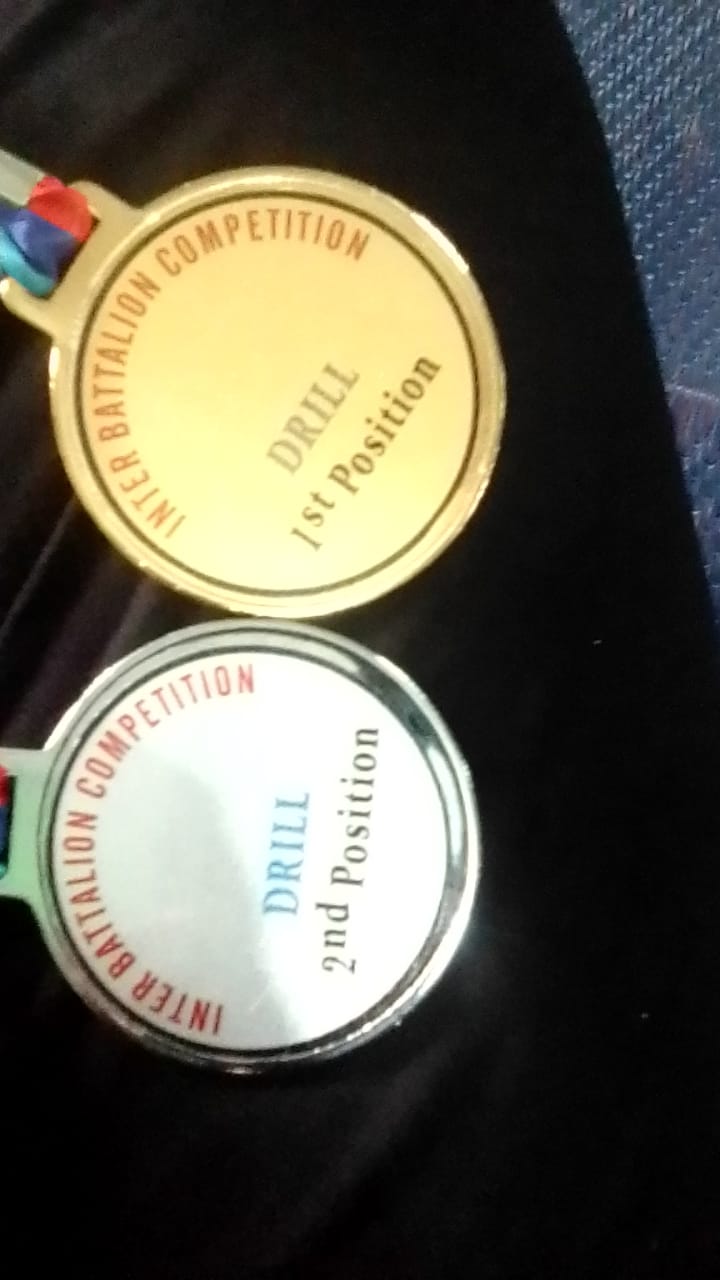 INTER BATTALION COMPETITION
DRILL
1st Position
INTER BATTALION COMPETITION
DRILL
2nd Position